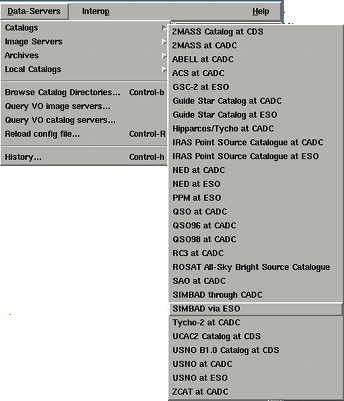 Data-Servers Interop Help
Catalogs
Image Servers
Archives
Local Catalogs
Browse Catalog Directories... Control-b
Query VO image servers...
Query VO catalog servers...
Reload config file... Control-R
History... Control-h
2MASS Catalog at CDS
2MASS at CADC
ABELL at CADC
ACS at CADC
GSC-2 at ESO
Guide Star Catalog at CADC
Guide Star Catalog at ESO
Hipparcos/Tycho at CADC
IRAS Point SOurce Catalogue at CADC
IRAS Point SOurce Catalogue at ESO
NED at CADC
NED at ESO
PPM at ESO
QSO at CADC
QSO96 at CADC
QSO98 at CADC
RC3 at CADC
ROSAT All-Sky Bright Source Catalogue
SAO at CADC
SIMBAD through CADC
SIMBAD via ESO
Tycho-2 at CADC
UCAC2 Catalog at CDS
USNO B1.0 Catalog at CDS
USNO at CADC
USNO at ESO
ZCAT at CADC